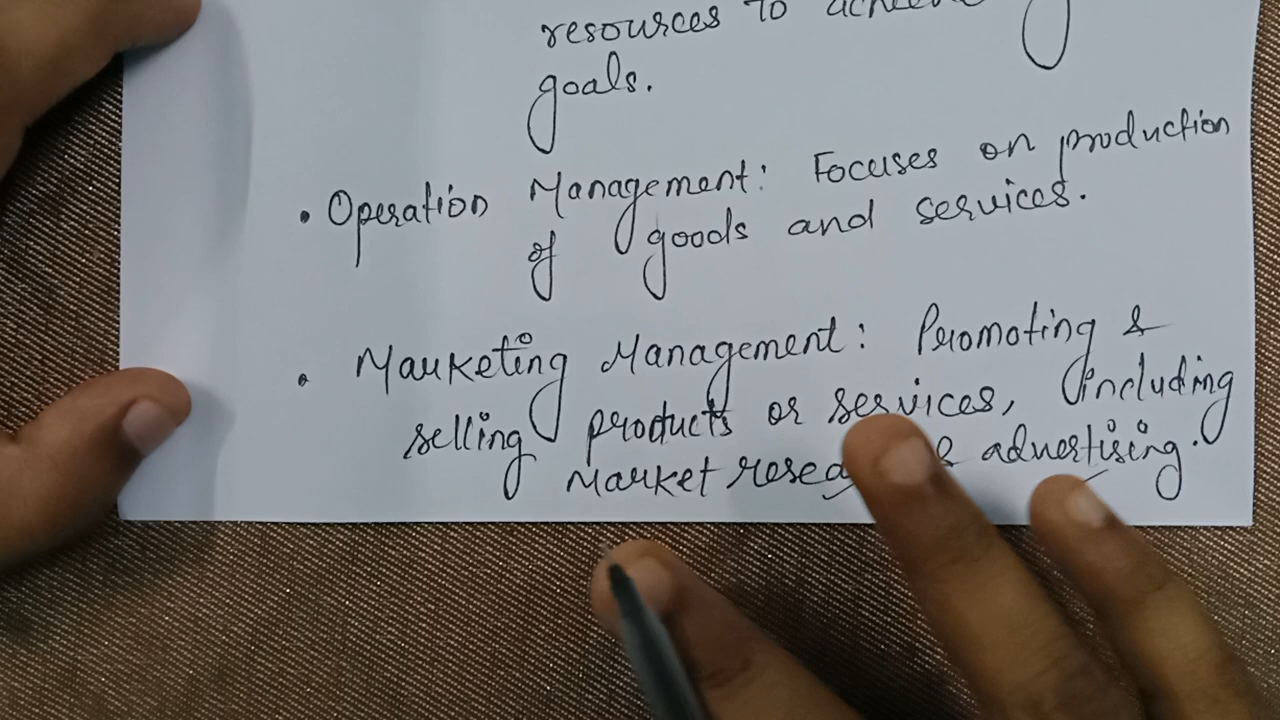 resources to
goals.
• Operation Management: Focuses on production
of goods and services.
• Marketing Management: Promoting &
selling products or services, including
Market & advertising.